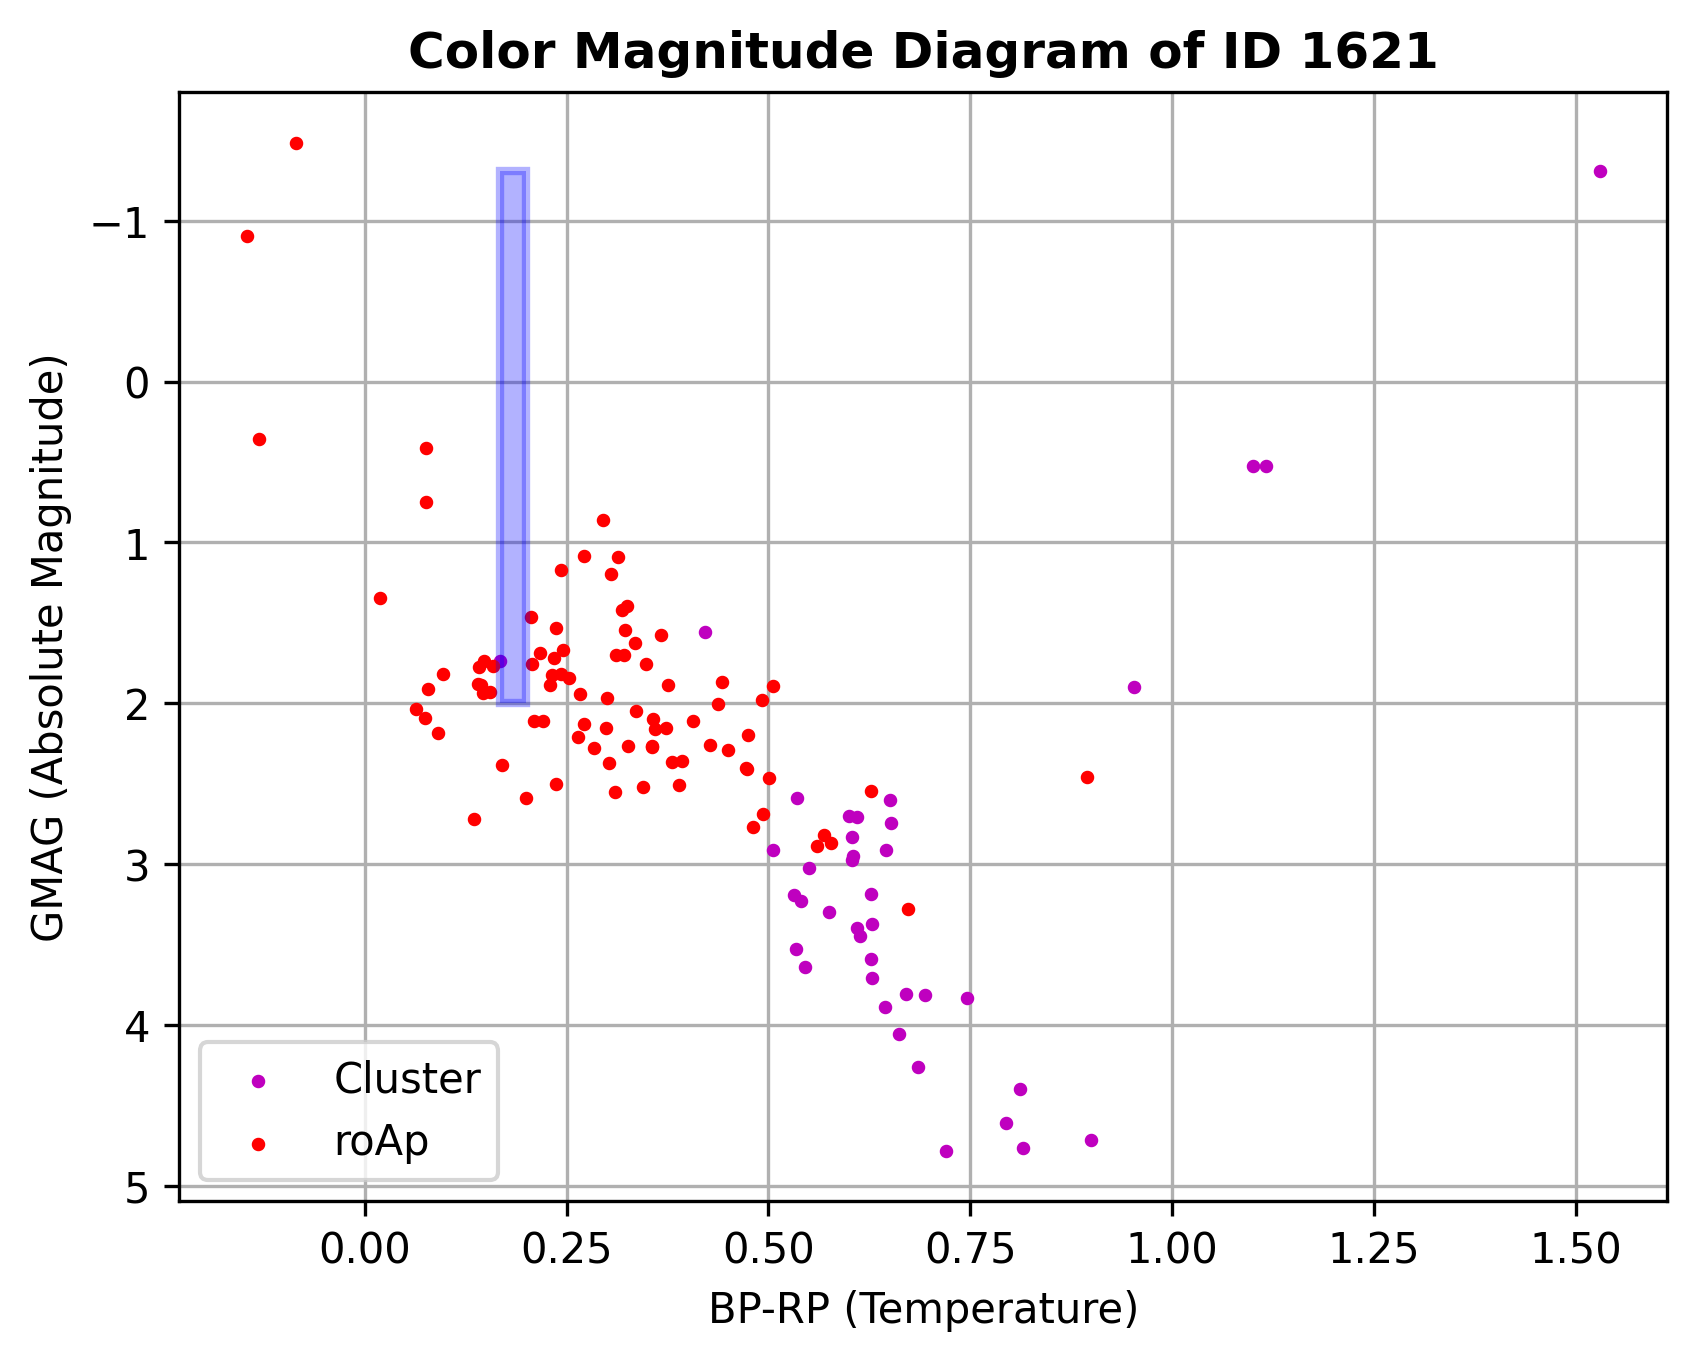 Color Magnitude Diagram of ID 1621
−1
0
1
2
3
4
5
GMAG (Absolute Magnitude)
Cluster
roAp
0.00 0.25 0.50 0.75 1.00 1.25 1.50
BP-RP (Temperature)